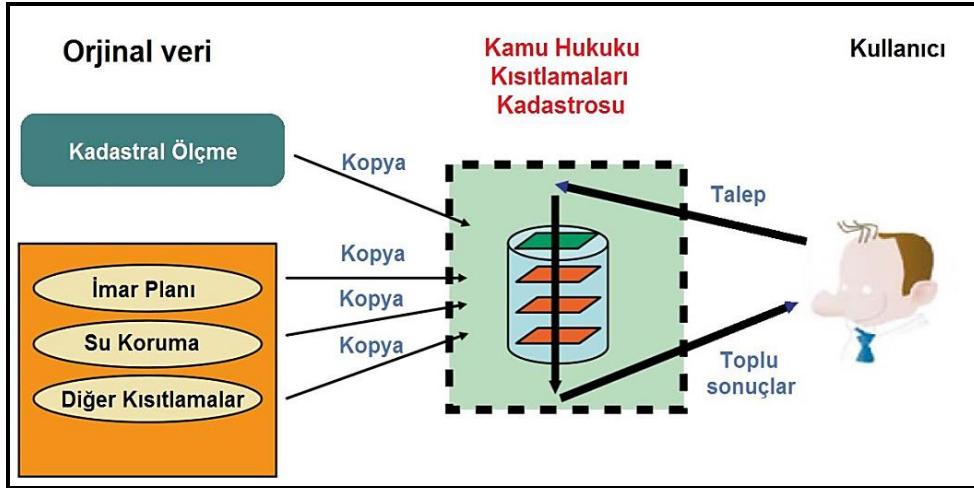 Orjinal veri
Kamu Hukuku
Kısıtlamaları
Kadastrosu
Kullanıcı
Kadastral Ölçme
Kopya
Talep
İmar Planı
Kopya
Su Koruma
Kopya
Diğer Kısıtlamalar
Kopya
Toplu
sonuçlar